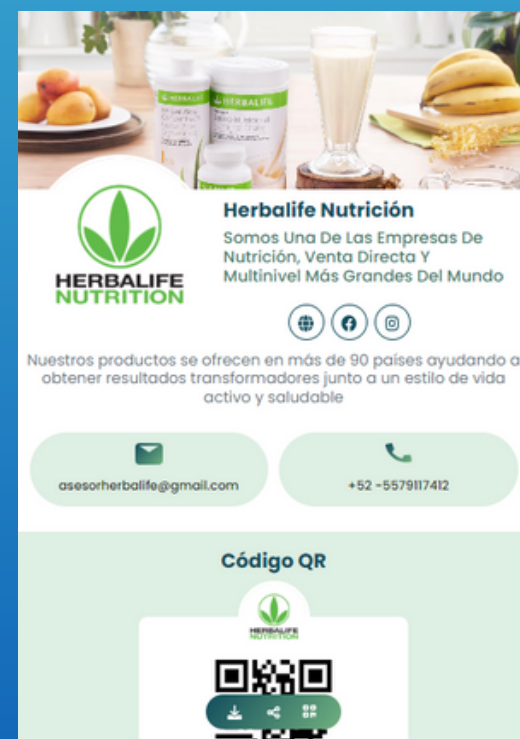 HERBALIFE
HERBALIFE
HERBALIFE
NUTRITION
Herbalife Nutrición
Somos Una De Las Empresas De
Nutrición, Venta Directa Y
Multinivel Más Grandes Del Mundo
Nuestros productos se ofrecen en más de 90 países ayudando a
obtener resultados transformadores junto a un estilo de vida
activo y saludable
asesorherbalife@gmail.com
+52 -5579117412
Código QR
HERBALIFE
NUTRITION